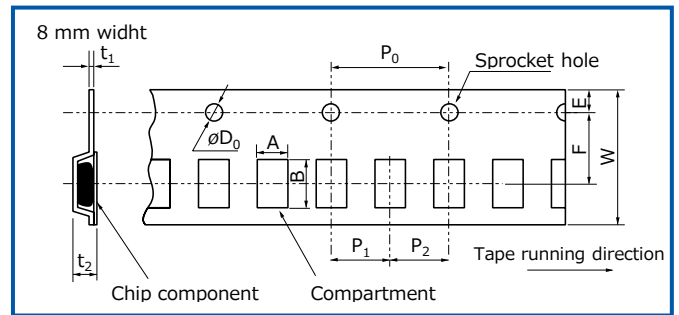 8 mm widht
t₁
P₀
Sprocket hole
E
øD₀
A
F
W
B
t₂
P₁
P₂
Tape running direction
Chip component
Compartment